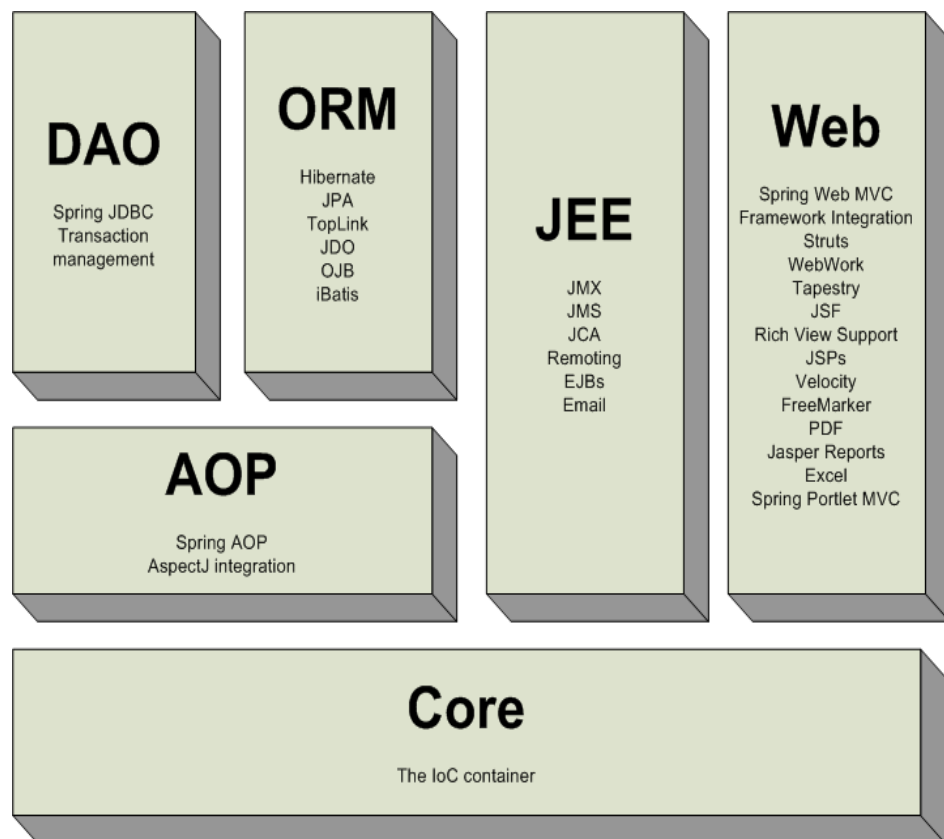 DAO
Spring JDBC
Transaction
management
ORM
Hibernate
JPA
TopLink
JDO
OJB
iBatis
JEE
JMX
JMS
JCA
Remoting
EJBs
Email
Web
Spring Web MVC
Framework Integration
Struts
WebWork
Tapestry
JSF
Rich View Support
JSPs
Velocity
FreeMarker
PDF
Jasper Reports
Excel
Spring Portlet MVC
AOP
Spring AOP
AspectJ integration
Core
The IoC container